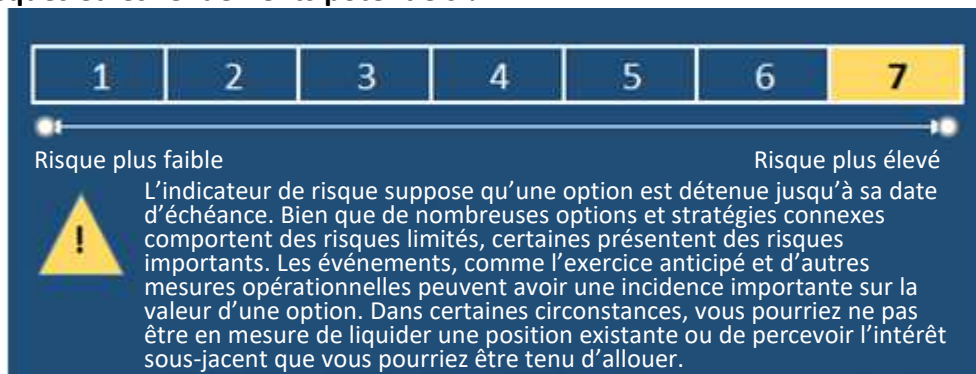 1 2 3 4 5 6 7
Risque plus faible Risque plus élevé
L’indicateur de risque suppose qu’une option est détenue jusqu’à sa date
! d’échéance. Bien que de nombreuses options et stratégies connexes
comportent des risques limités, certaines présentent des risques
importants. Les événements, comme l’exercice anticipé et d’autres
mesures opérationnelles peuvent avoir une incidence importante sur la
valeur d’une option. Dans certaines circonstances, vous pourriez ne pas
être en mesure de liquider une position existante ou de percevoir l’intérêt
sous-jacent que vous pourriez être tenu d’allouer.